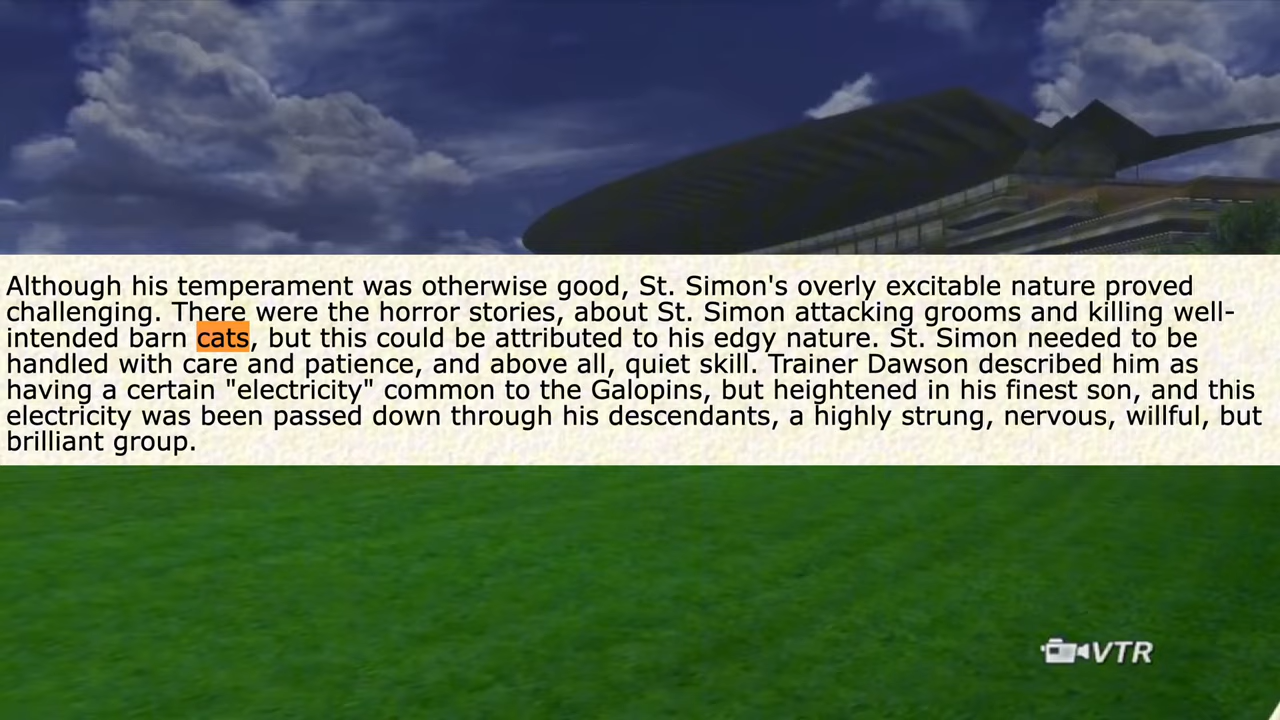 Although his temperament was otherwise good, St. Simon's overly excitable nature proved
challenging. There were the horror stories, about St. Simon attacking grooms and killing well-
intended barn cats, but this could be attributed to his edgy nature. St. Simon needed to be
handled with care and patience, and above all, quiet skill. Trainer Dawson described him as
having a certain "electricity" common to the Galopins, but heightened in his finest son, and this
electricity was been passed down through his descendants, a highly strung, nervous, willful, but
brilliant group.
VTR